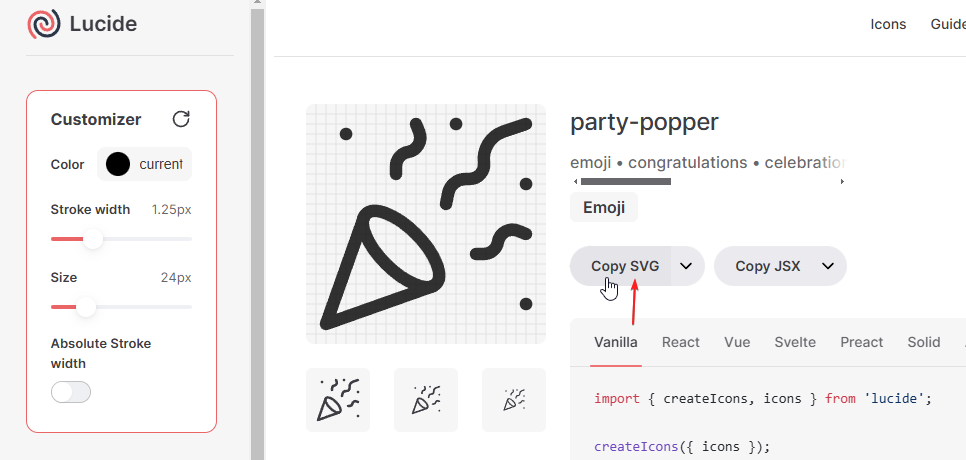 Lucide
Icons
Guide
Customizer
Color
current
Stroke width
1.25px
Size
24px
Absolute Stroke
width
party-popper
emoji • congratulations • celebration
Emoji
Copy SVG
Copy JSX
Vanilla
React
Vue
Svelte
Preact
Solid
import { createIcons, icons } from 'lucide';
createIcons({ icons });